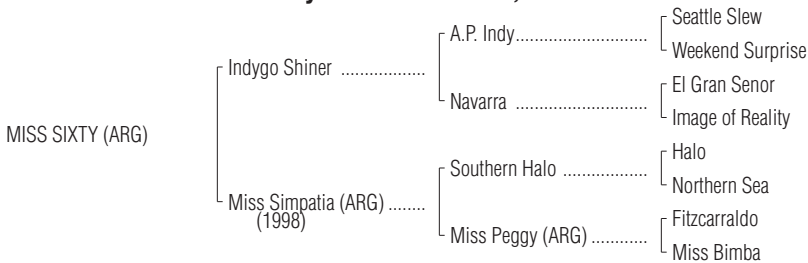 Seattle Slew
A.P. Indy..............................
Weekend Surprise
Indygo Shiner ...................
El Gran Senor
Navarra ..............................
Image of Reality
MISS SIXTY (ARG)
Halo
Southern Halo ...................
Northern Sea
Miss Simpatia (ARG) ........
(1998)
Fitzcarraldo
Miss Peggy (ARG) ............
Miss Bimba